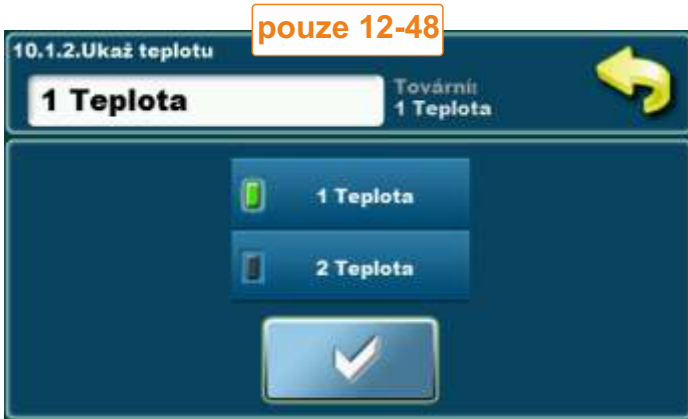 pouze 12-48
10.1.2.Ukaž teplotu
1 Teplota
Tovární:
1 Teplota
1 Teplota
2 Teplota